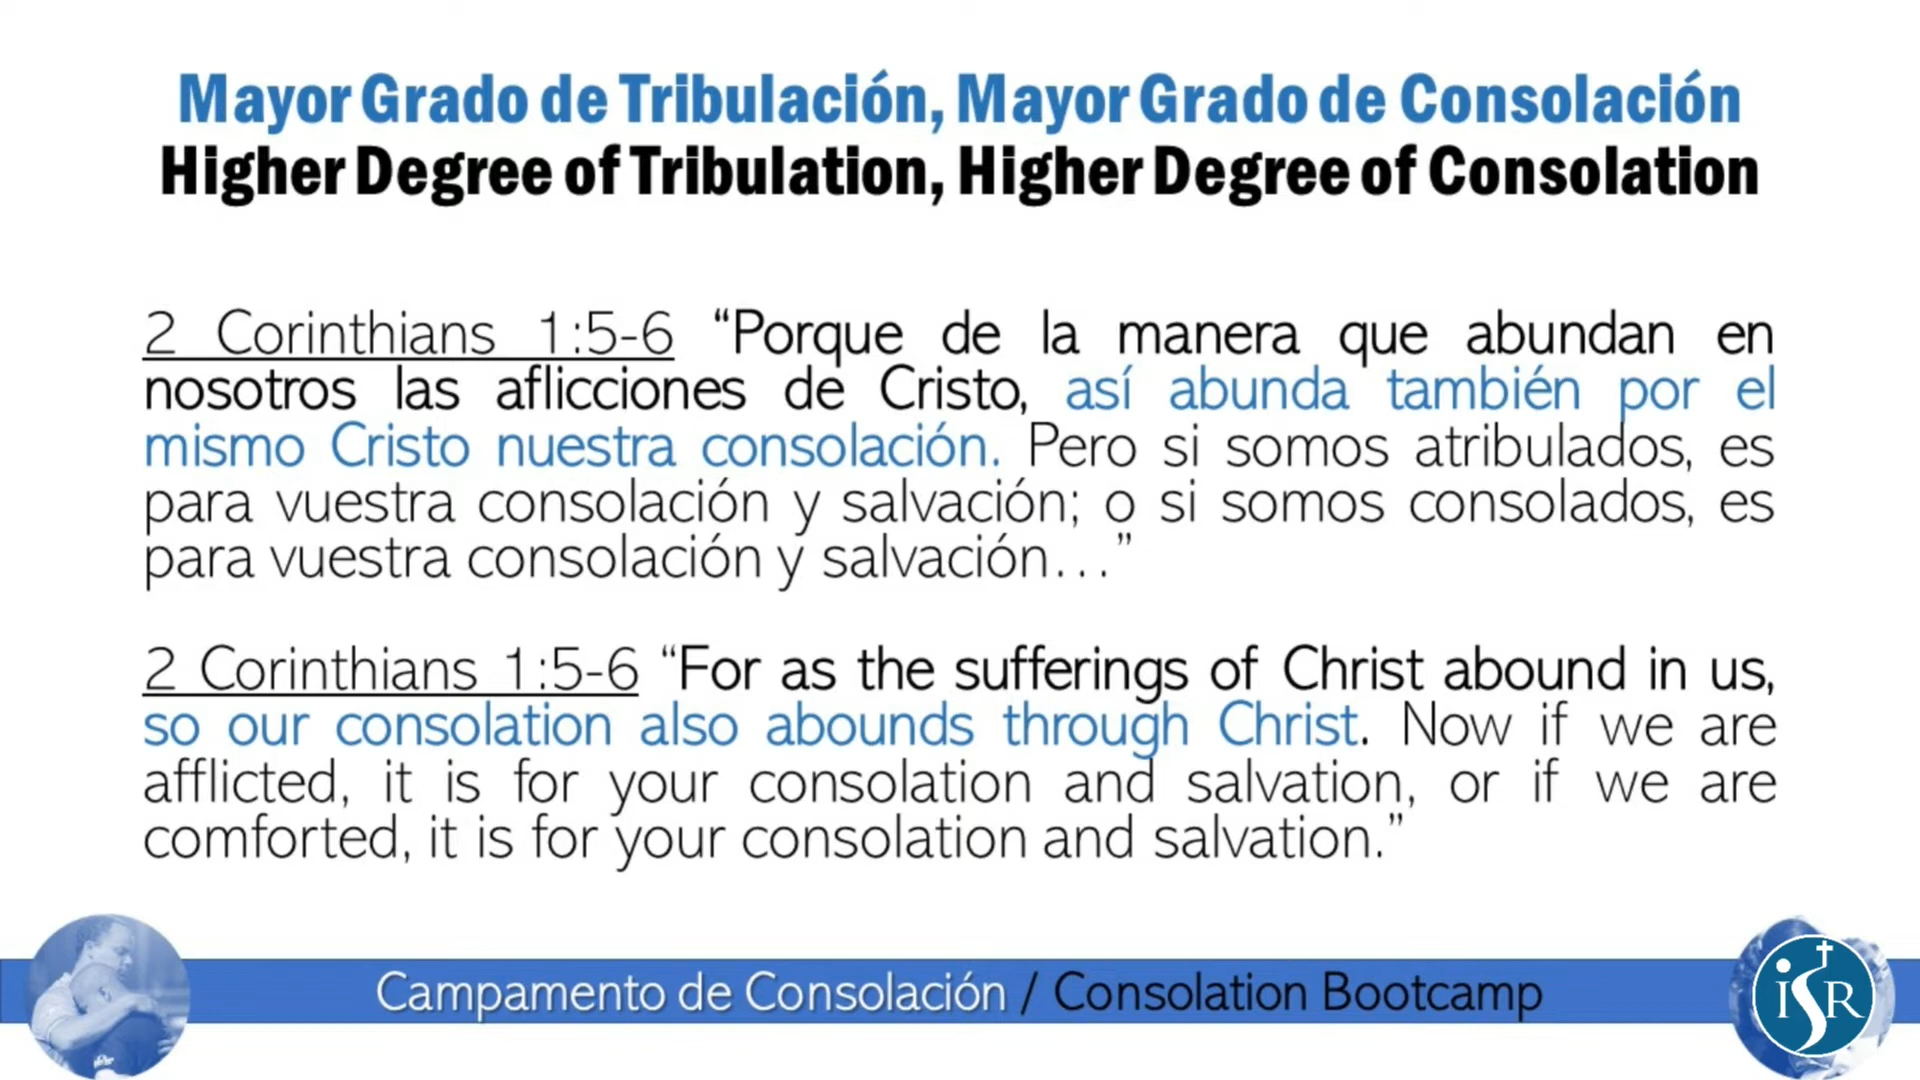 Mayor Grado de Tribulación, Mayor Grado de Consolación
Higher Degree of Tribulation, Higher Degree of Consolation
2 Corinthians 1:5-6 “Porque de la manera que abundan en
nosotros las aflicciones de Cristo, así abunda también por el
mismo Cristo nuestra consolación. Pero si somos atribulados, es
para vuestra consolación y salvación; o si somos consolados, es
para vuestra consolación y salvación…”
2 Corinthians 1:5-6 “For as the sufferings of Christ abound in us,
so our consolation also abounds through Christ. Now if we are
afflicted, it is for your consolation and salvation, or if we are
comforted, it is for your consolation and salvation.”
Campamento de Consolación / Consolation Bootcamp
iSR